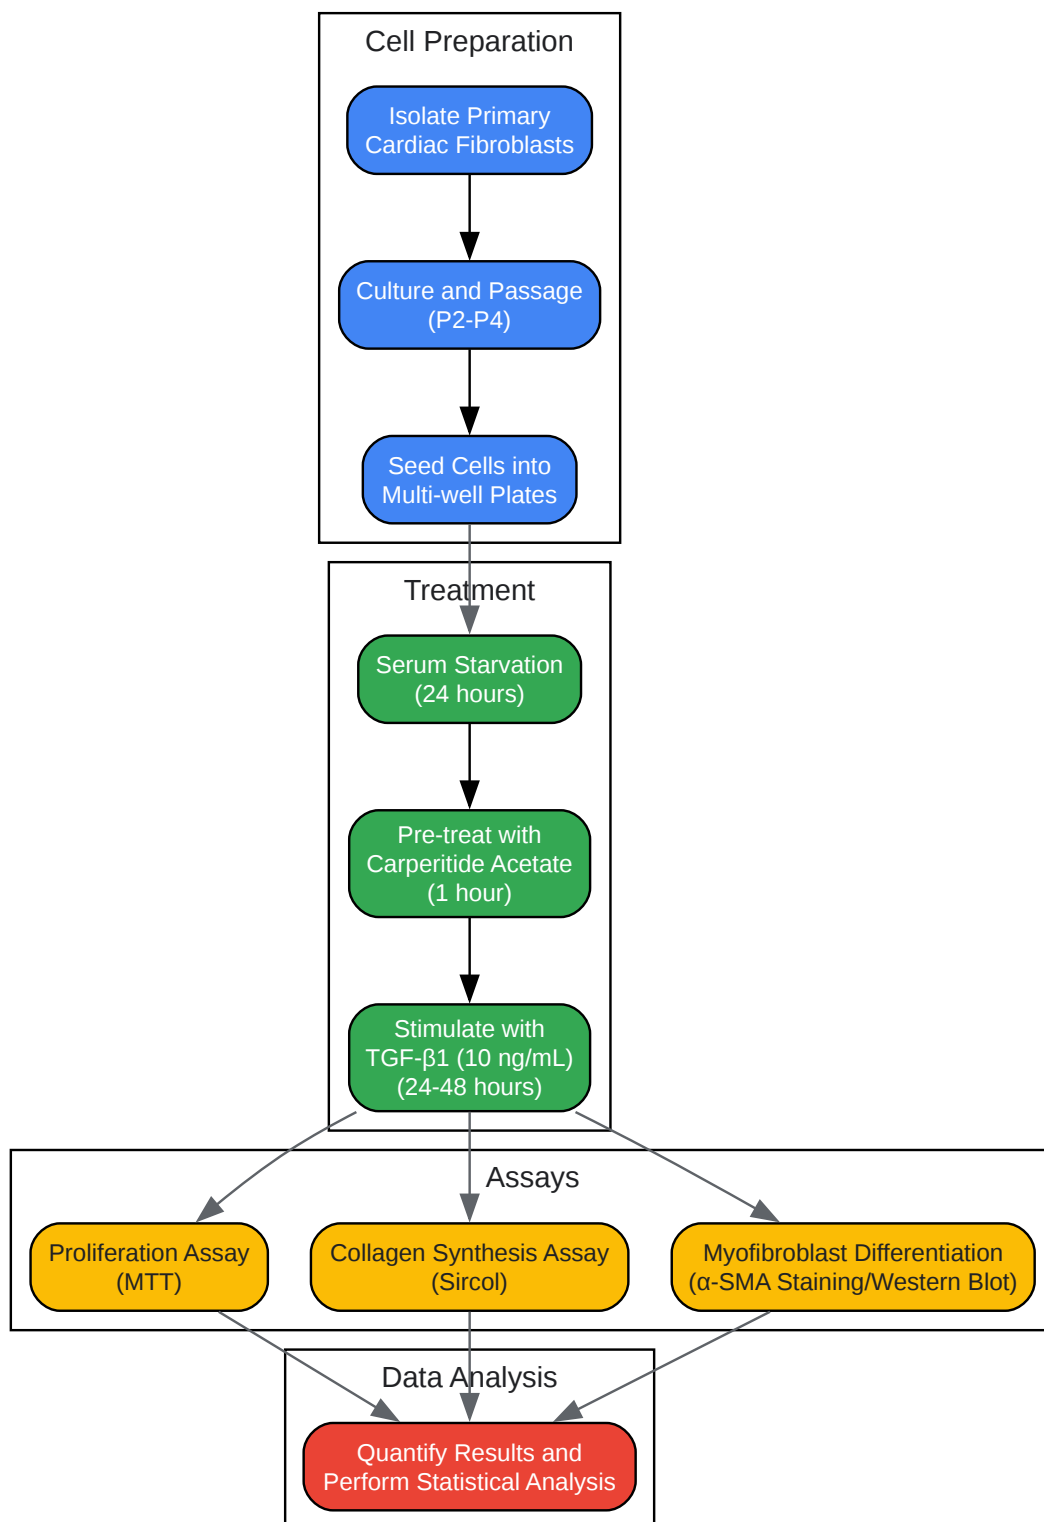 Cell Preparation
Isolate Primary
Cardiac Fibroblasts
Culture and Passage
(P2-P4)
Seed Cells into
Multi-well Plates
Treatment
Serum Starvation
(24 hours)
Pre-treat with
Carperitide Acetate
(1 hour)
Stimulate with
TGF-β1 (10 ng/mL)
(24-48 hours)
Assays
Proliferation Assay
(MTT)
Collagen Synthesis Assay
(Sircol)
Myofibroblast Differentiation
(α-SMA Staining/Western Blot)
Data Analysis
Quantify Results and
Perform Statistical Analysis